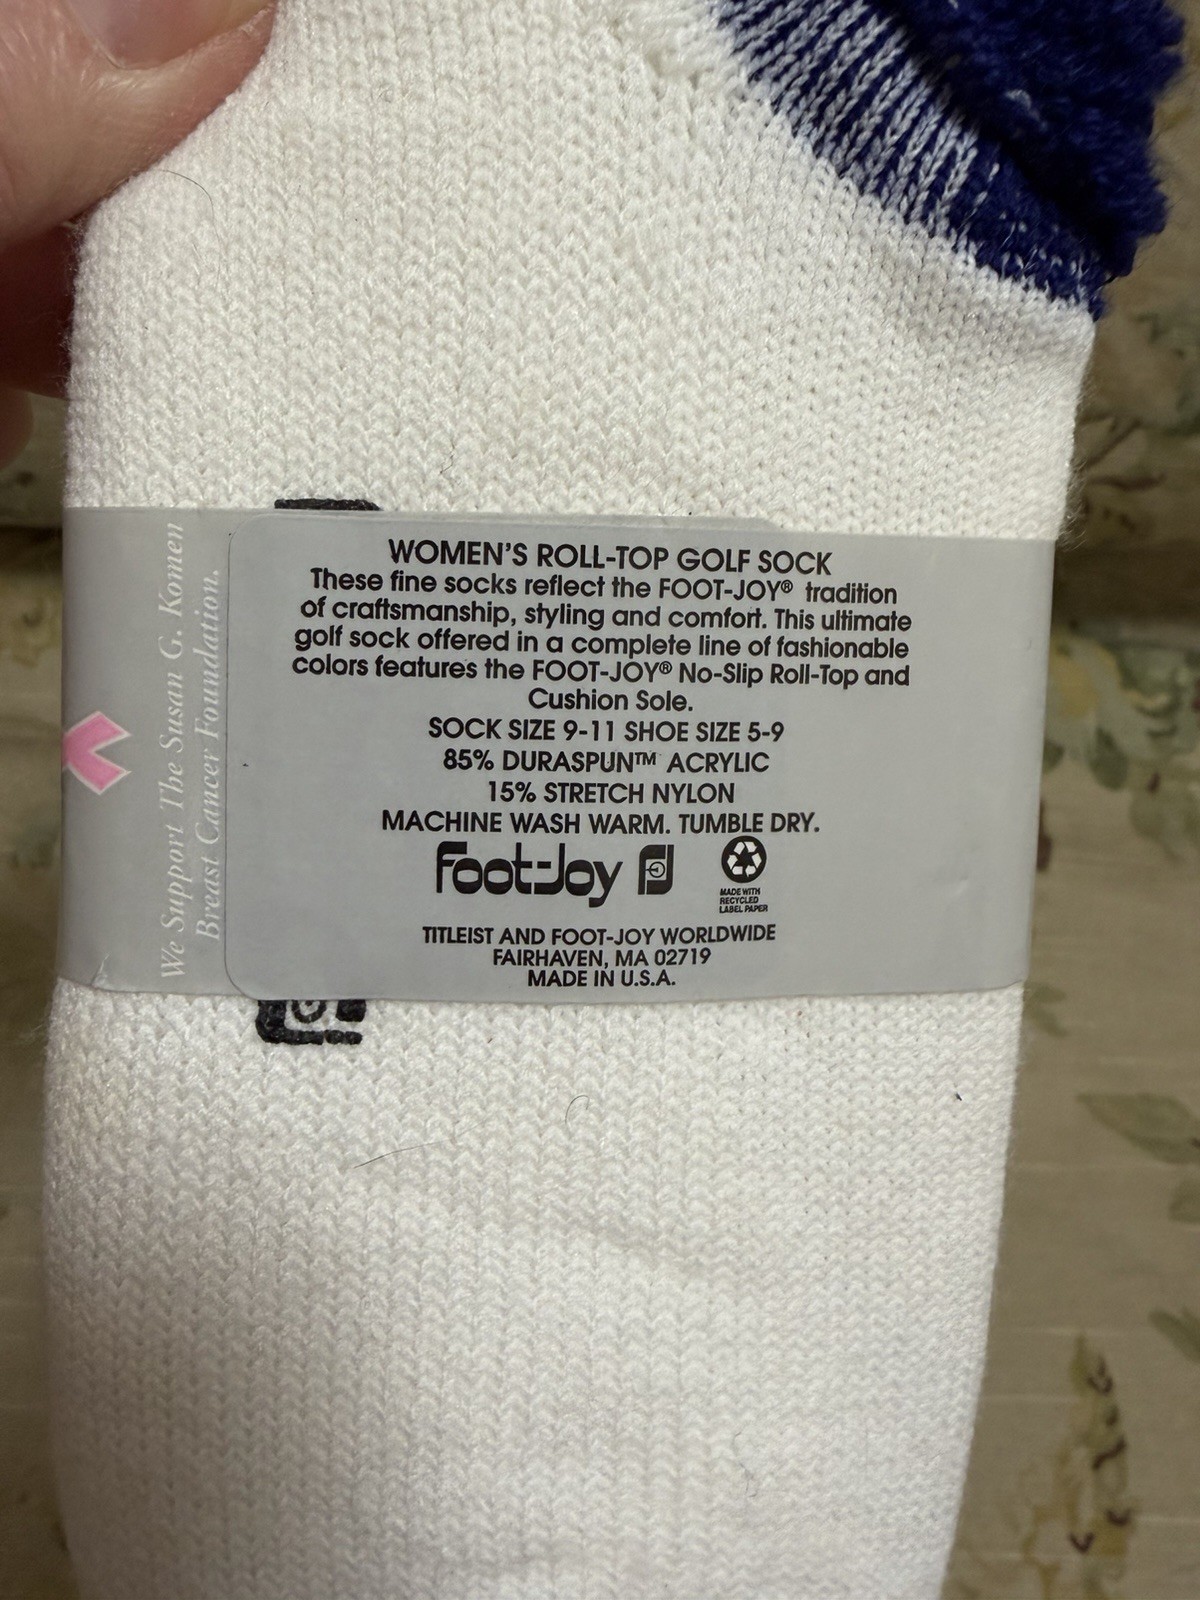 We Support The Susan G. Komen
Breast Cancer Foundation.
WOMEN'S ROLL-TOP GOLF SOCK
These fine socks reflect the FOOT-JOY® tradition
of craftsmanship, styling and comfort. This ultimate
golf sock offered in a complete line of fashionable
colors features the FOOT-JOY® No-Slip Roll-Top and
Cushion Sole.
SOCK SIZE 9-11 SHOE SIZE 5-9
85% DURASPUN™ ACRYLIC
15% STRETCH NYLON
MACHINE WASH WARM. TUMBLE DRY.
Foot-Joy FJ
MADE WITH
RECYCLED
LABEL PAPER
TITLEIST AND FOOT-JOY WORLDWIDE
FAIRHAVEN, MA 02719
MADE IN U.S.A.